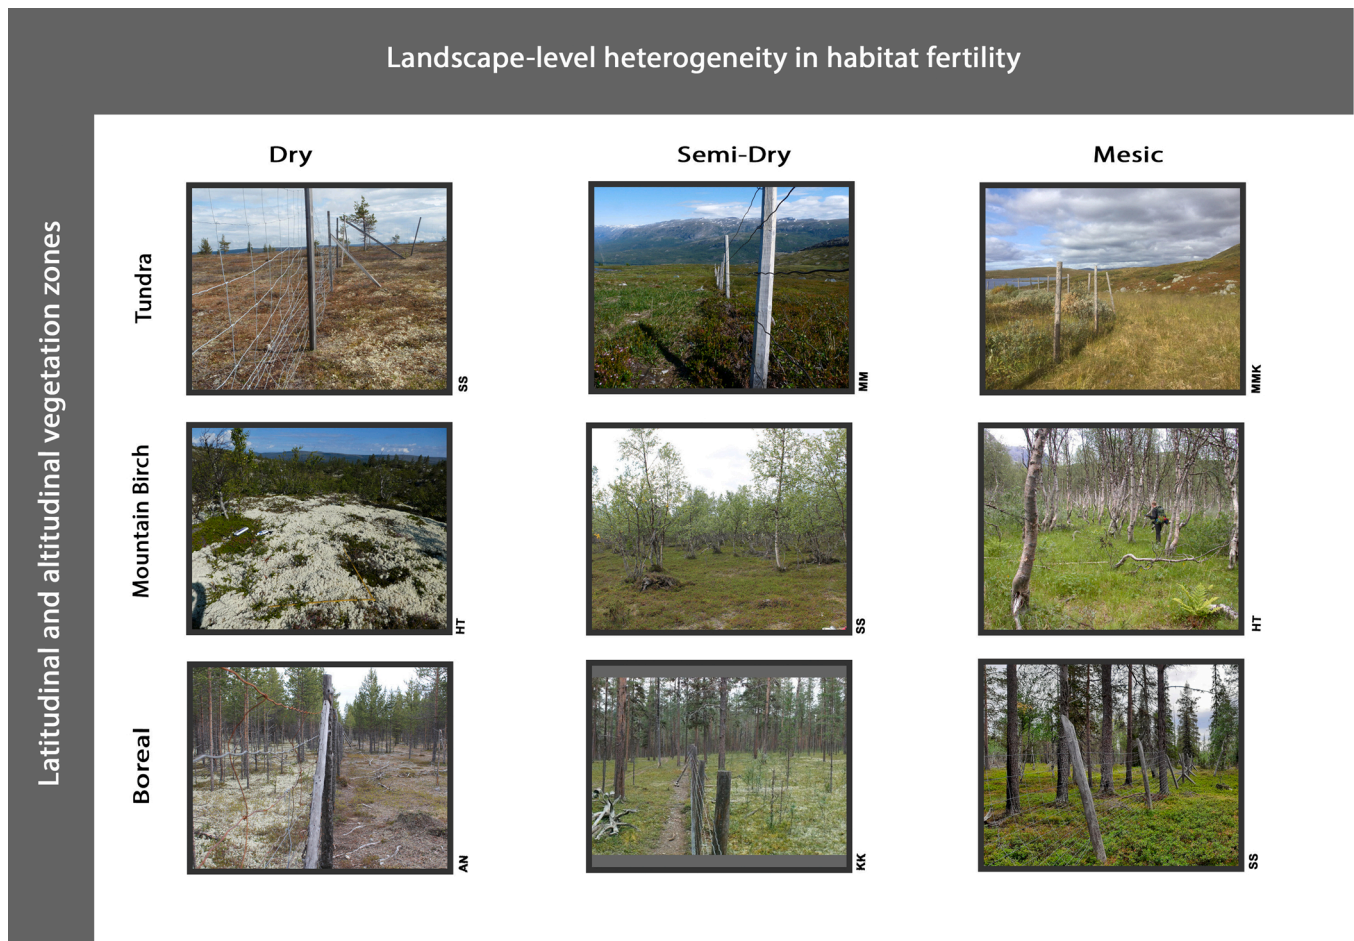 Landscape-level heterogeneity in habitat fertility
Latitudinal and altitudinal vegetation zones
Dry
Semi-Dry
Mesic
Tundra
SS
MM
MMK
Mountain Birch
HT
SS
HT
Boreal
AN
KK
SS